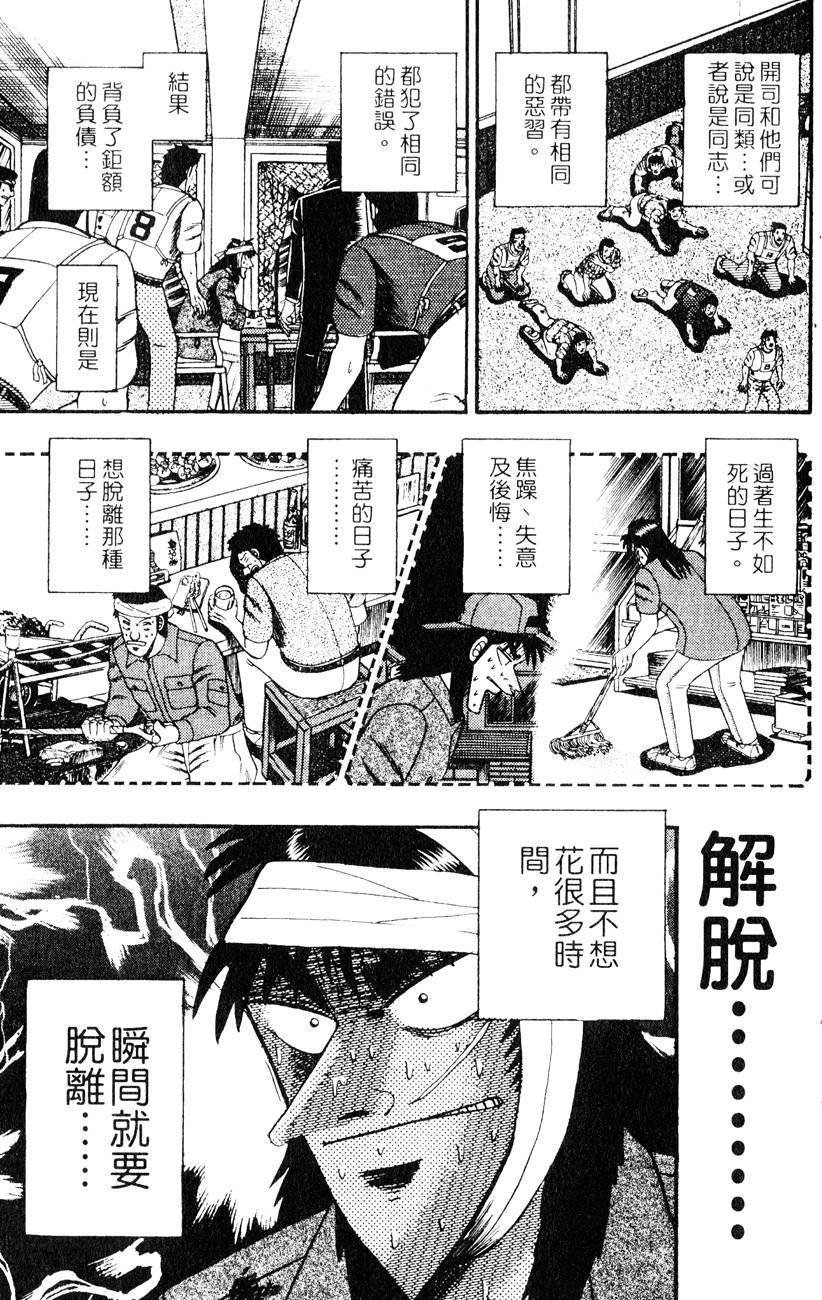 開司和他們可
說是同類…或
者說是同志…
都帶有相同
的惡習。
都犯了相同
的錯誤。
結果
背負了鉅額
的負債…
8
現在則是
過著生不如
死的日子。
焦躁、失意
及後悔……
痛苦的日子
………
想脫離那種
日子……
解脫………
而且不想
花很多時
間，
瞬間就要
脫離……